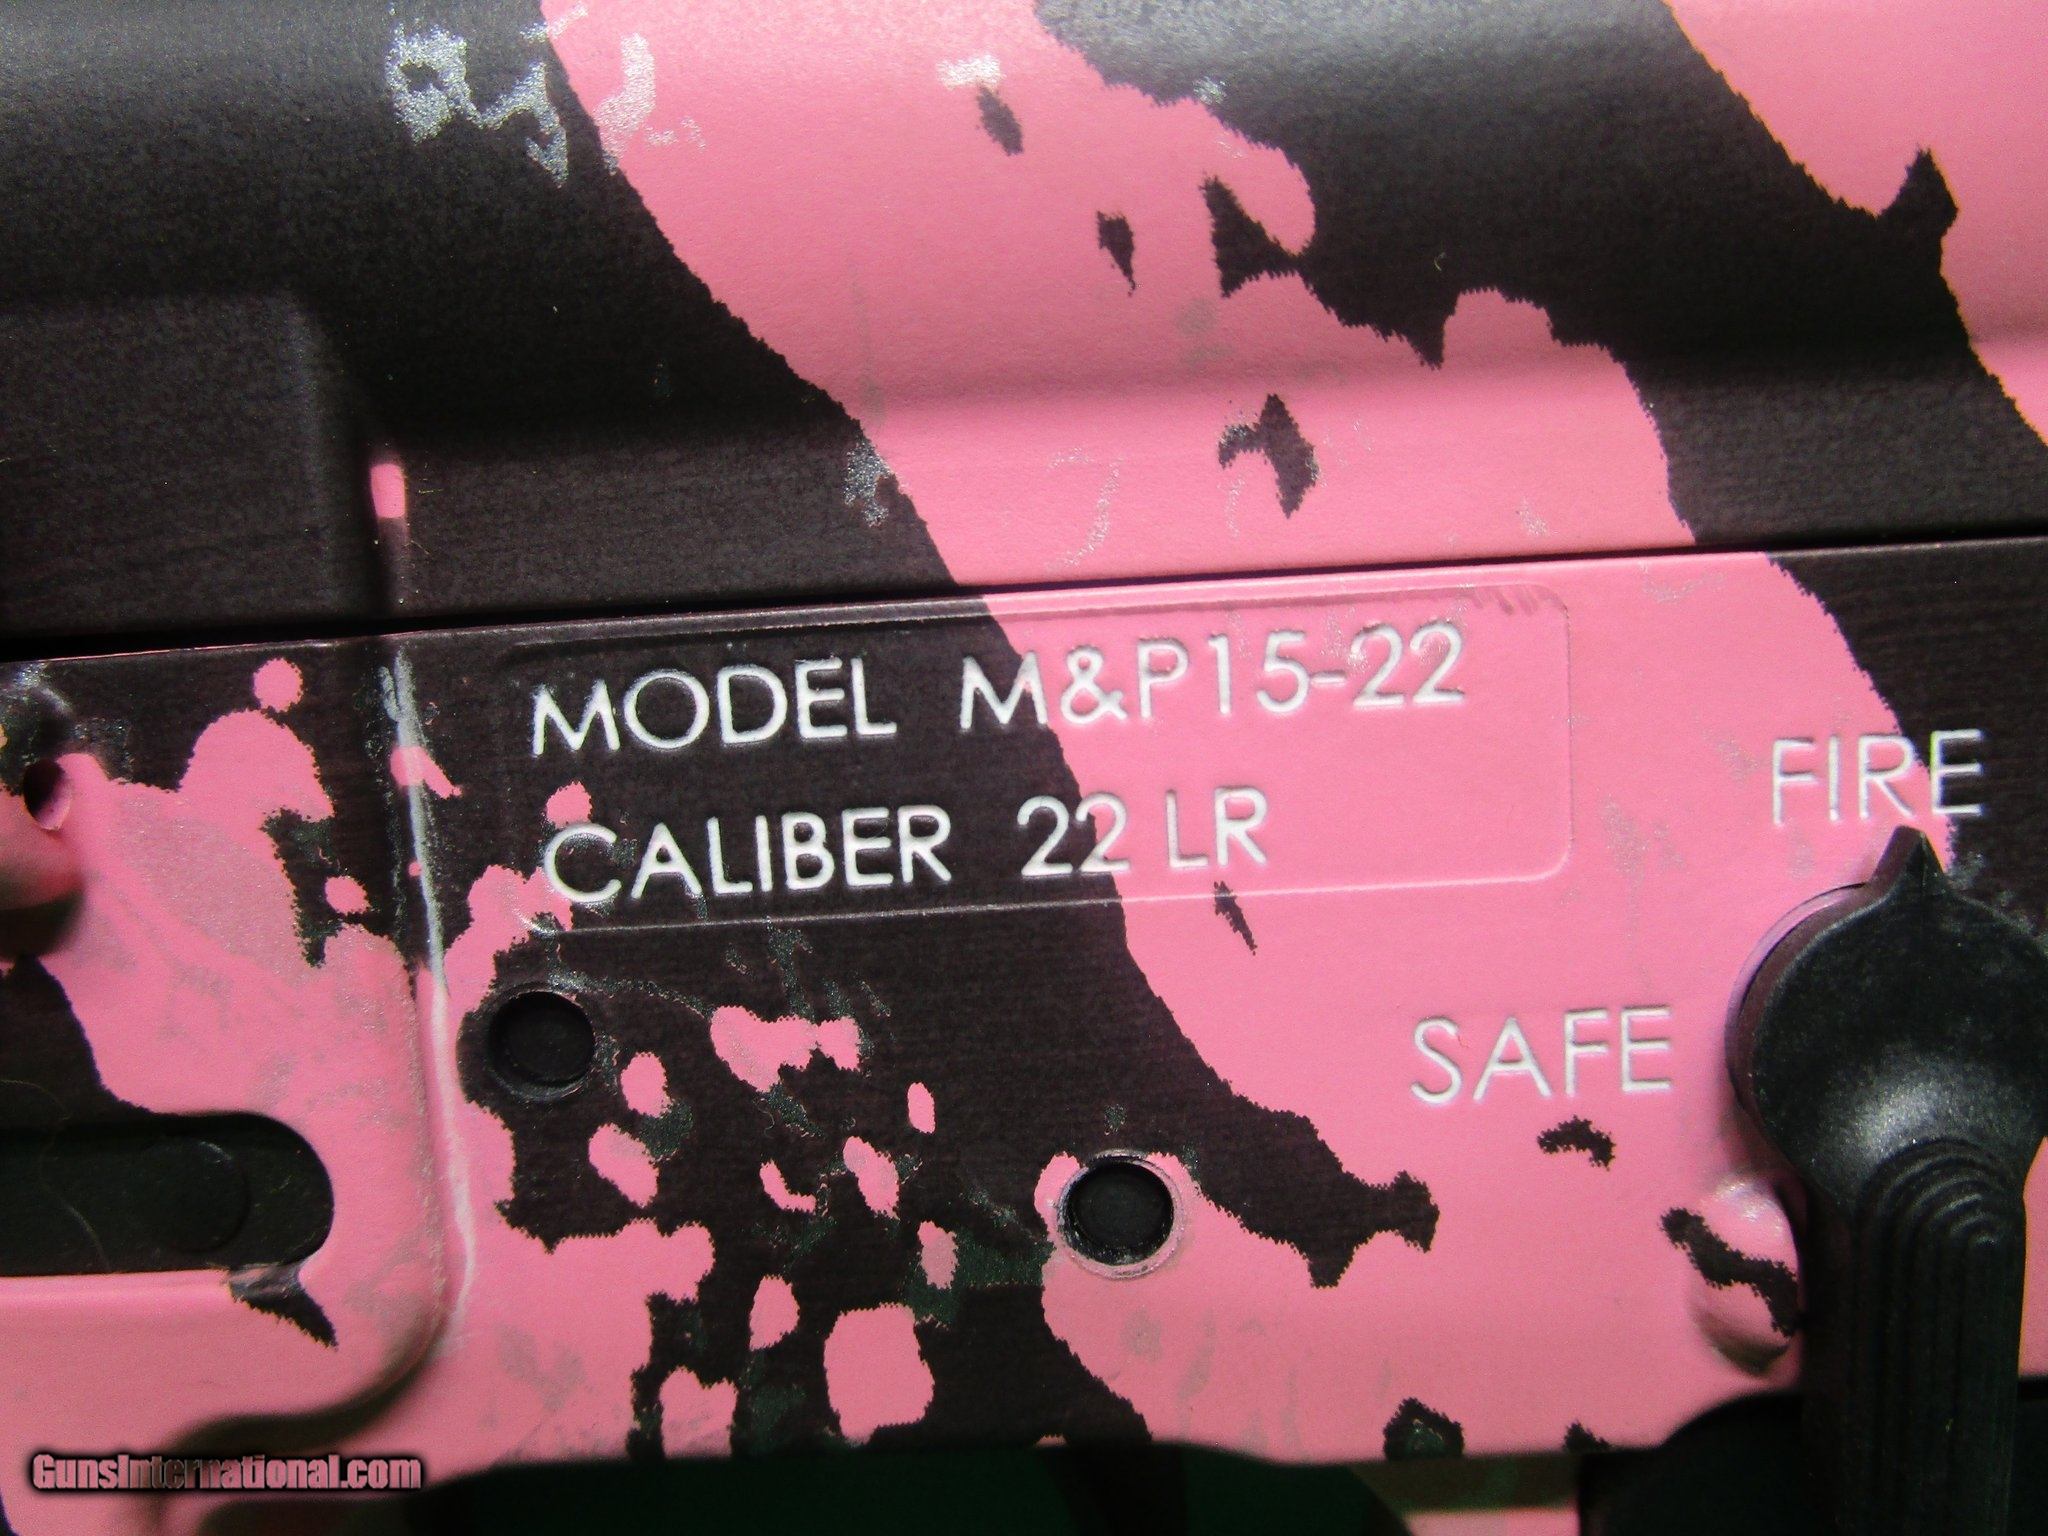 MODEL M&P15-22
CALIBER 22 LR
FIRE
SAFE
GunsInternational.com